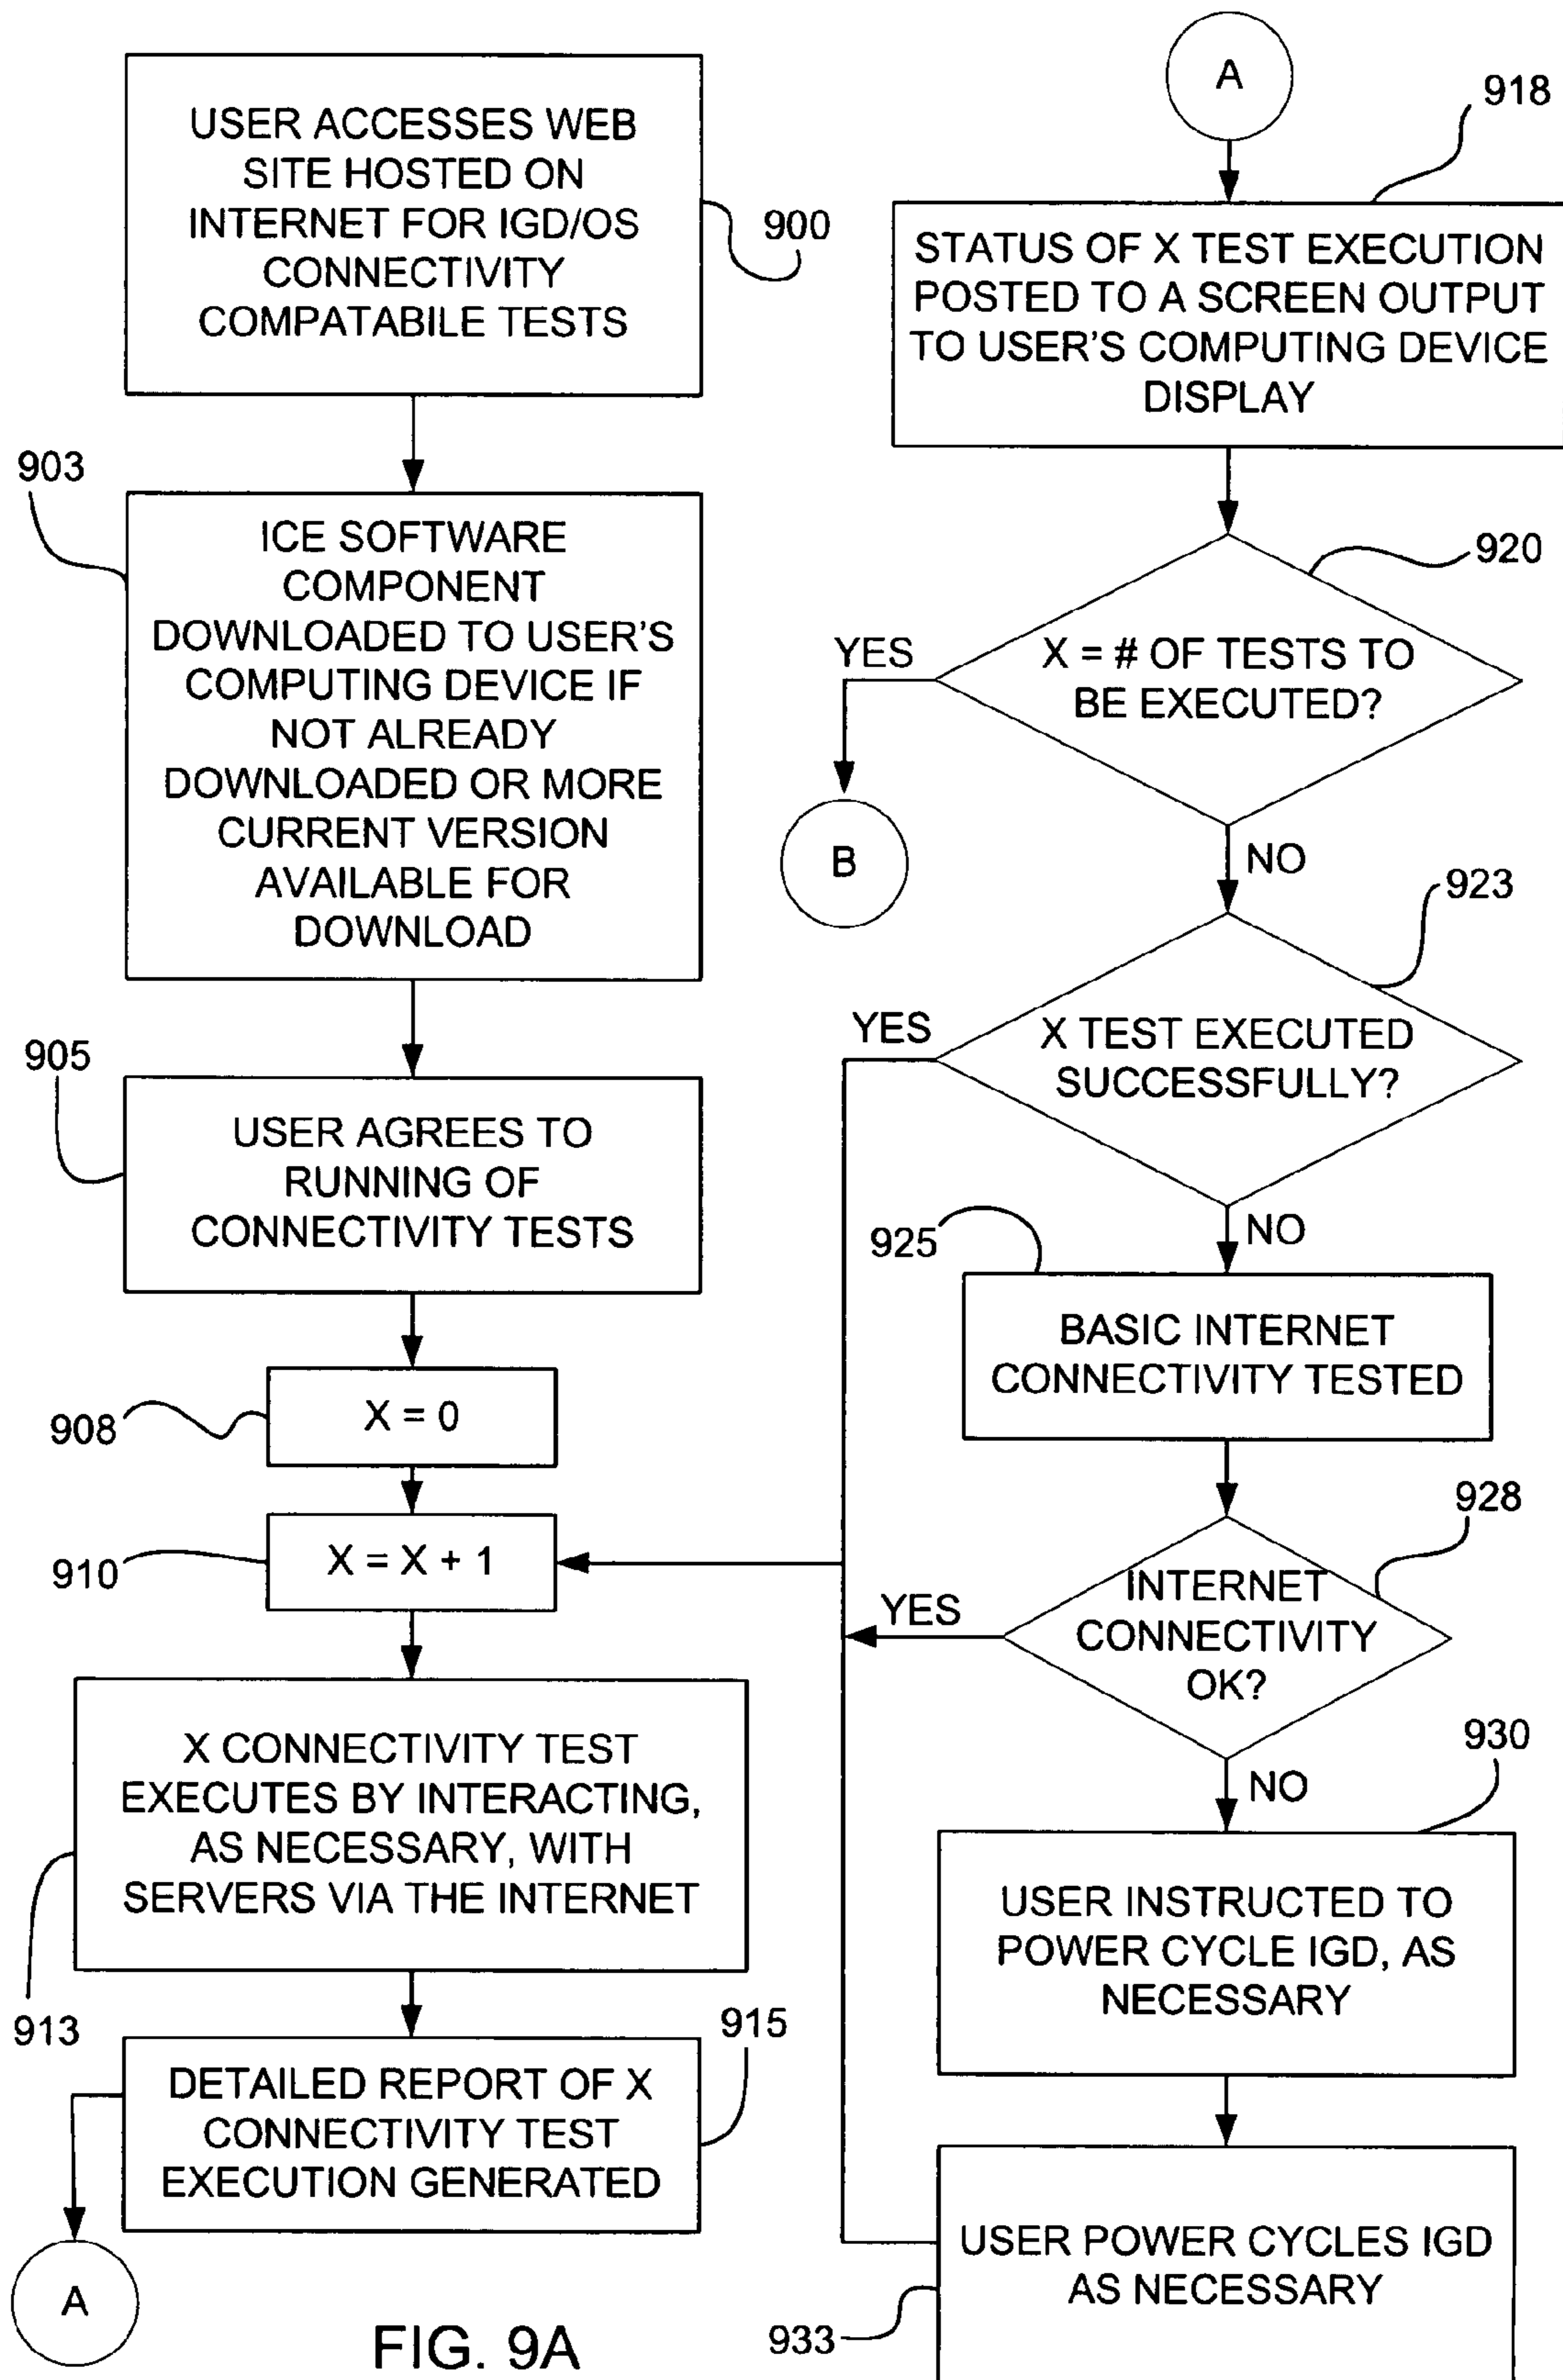 USER ACCESSES WEB
SITE HOSTED ON
INTERNET FOR IGD/OS
CONNECTIVITY
COMPATABILE TESTS
900
903
ICE SOFTWARE
COMPONENT
DOWNLOADED TO USER'S
COMPUTING DEVICE IF
NOT ALREADY
DOWNLOADED OR MORE
CURRENT VERSION
AVAILABLE FOR
DOWNLOAD
905
USER AGREES TO
RUNNING OF
CONNECTIVITY TESTS
908
X = 0
910
X = X + 1
X CONNECTIVITY TEST
EXECUTES BY INTERACTING,
AS NECESSARY, WITH
SERVERS VIA THE INTERNET
913
915
DETAILED REPORT OF X
CONNECTIVITY TEST
EXECUTION GENERATED
A
FIG. 9A
A
918
STATUS OF X TEST EXECUTION
POSTED TO A SCREEN OUTPUT
TO USER'S COMPUTING DEVICE
DISPLAY
920
YES
X = # OF TESTS TO
BE EXECUTED?
B
NO
923
YES
X TEST EXECUTED
SUCCESSFULLY?
NO
925
BASIC INTERNET
CONNECTIVITY TESTED
928
YES
INTERNET
CONNECTIVITY
OK?
NO
930
USER INSTRUCTED TO
POWER CYCLE IGD, AS
NECESSARY
USER POWER CYCLES IGD
AS NECESSARY
933